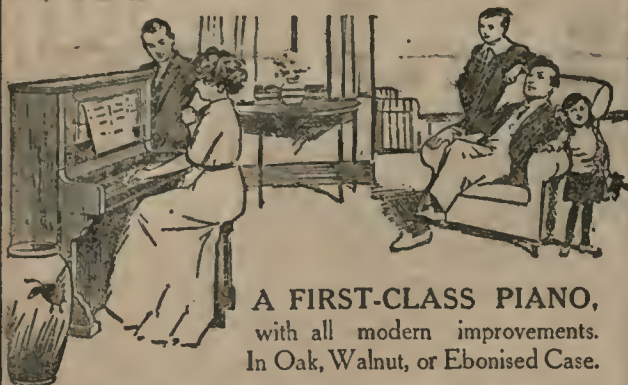 A FIRST-CLASS PIANO,
with all modern improvements.
In Oak, Walnut, or Ebonised Case.